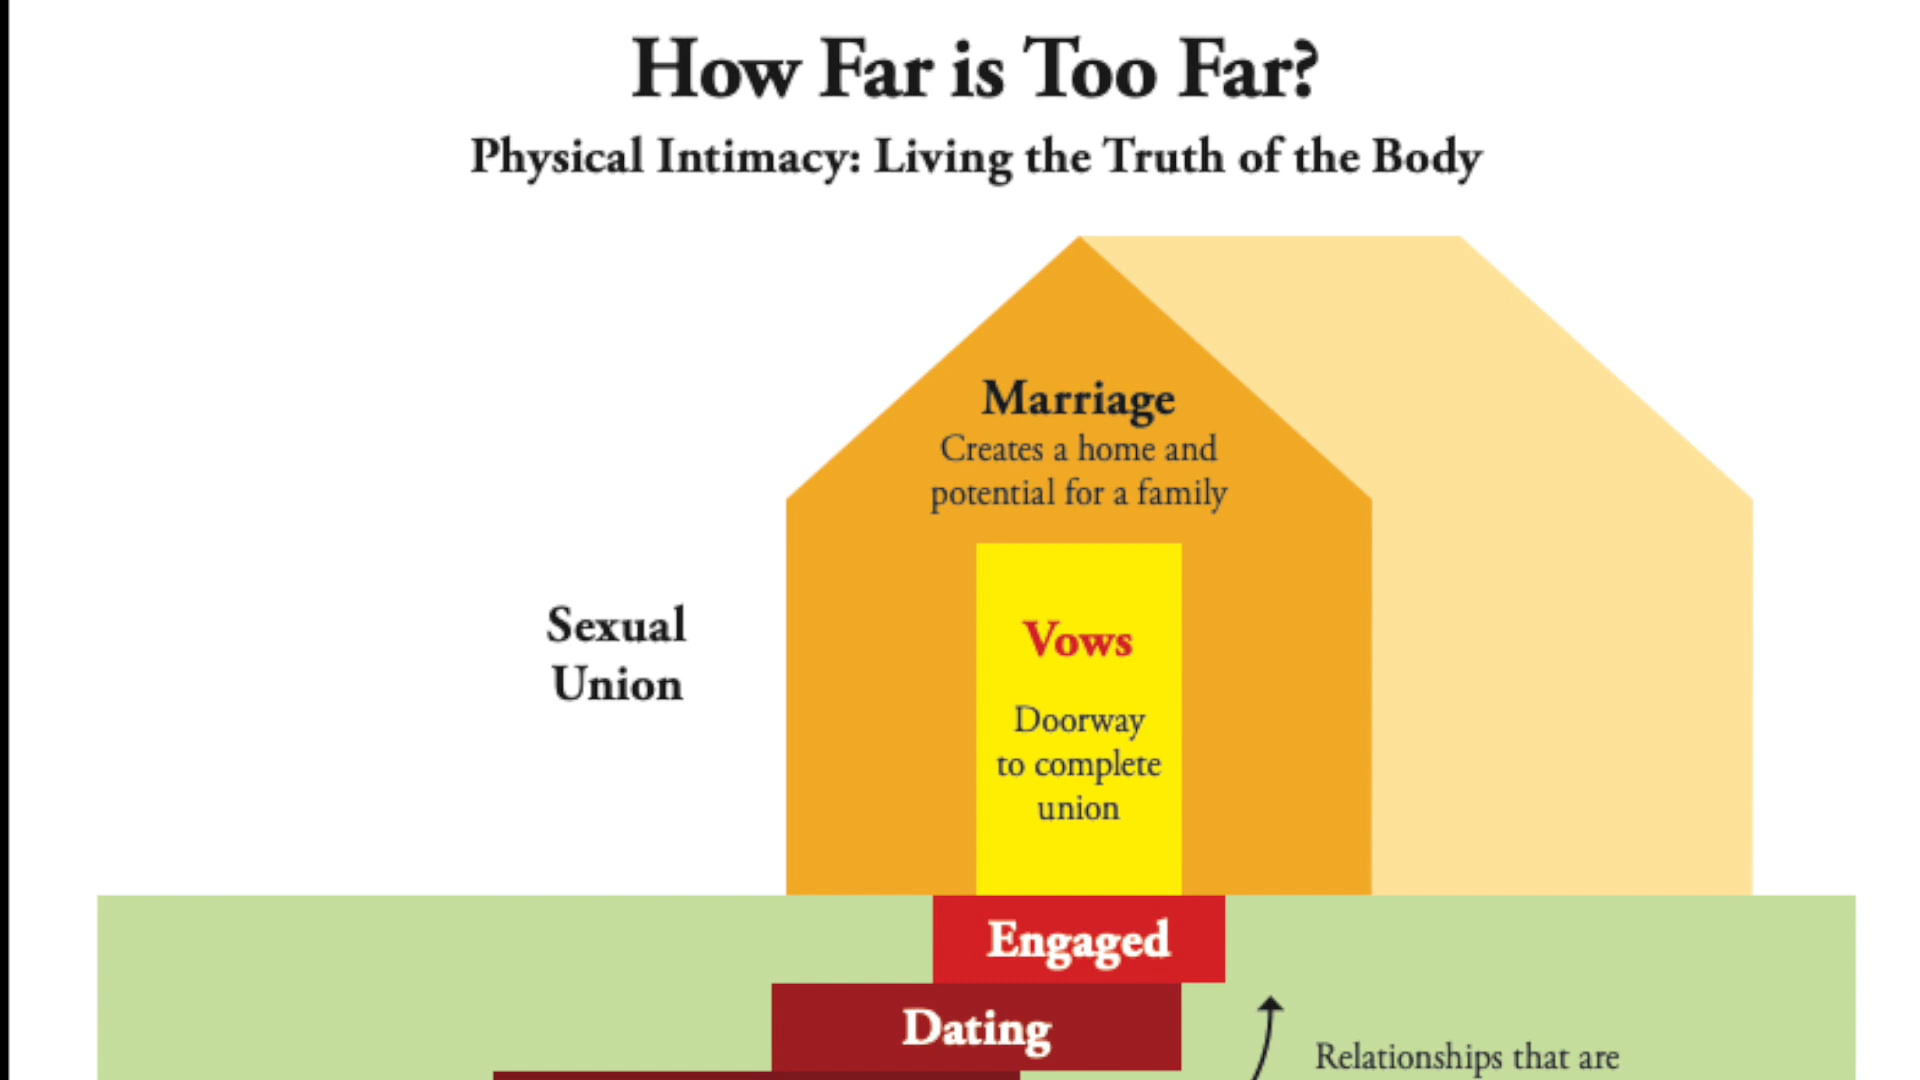 How Far is Too Far?
Physical Intimacy: Living the Truth of the Body
Marriage
Creates a home and
potential for a family
Sexual
Union
Vows
Doorway
to complete
union
Engaged
Dating
Relationships that are